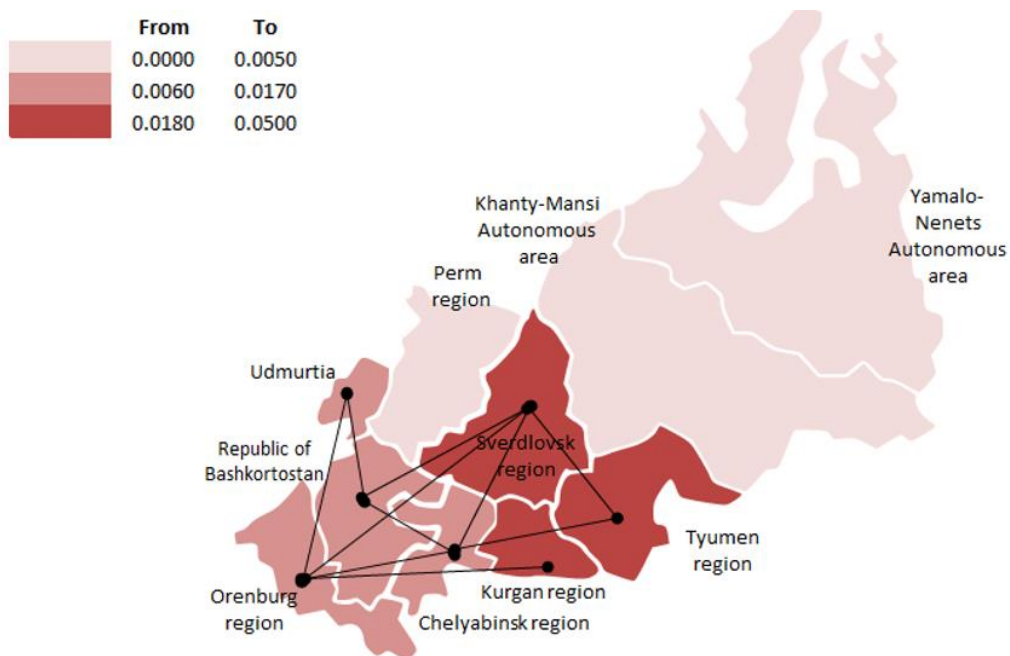 From To
0.0000 0.0050
0.0060 0.0170
0.0180 0.0500
Khanty-Mansi
Autonomous
area
Yamalo-
Nenets
Autonomous
area
Perm
region
Udmurtia
Republic of
Bashkortostan
Sverdlovsk
region
Tyumen
region
Orenburg
region
Kurgan region
Chelyabinsk region